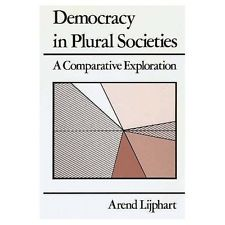 Democracy
in Plural Societies
A Comparative Exploration
Arend Lijphart